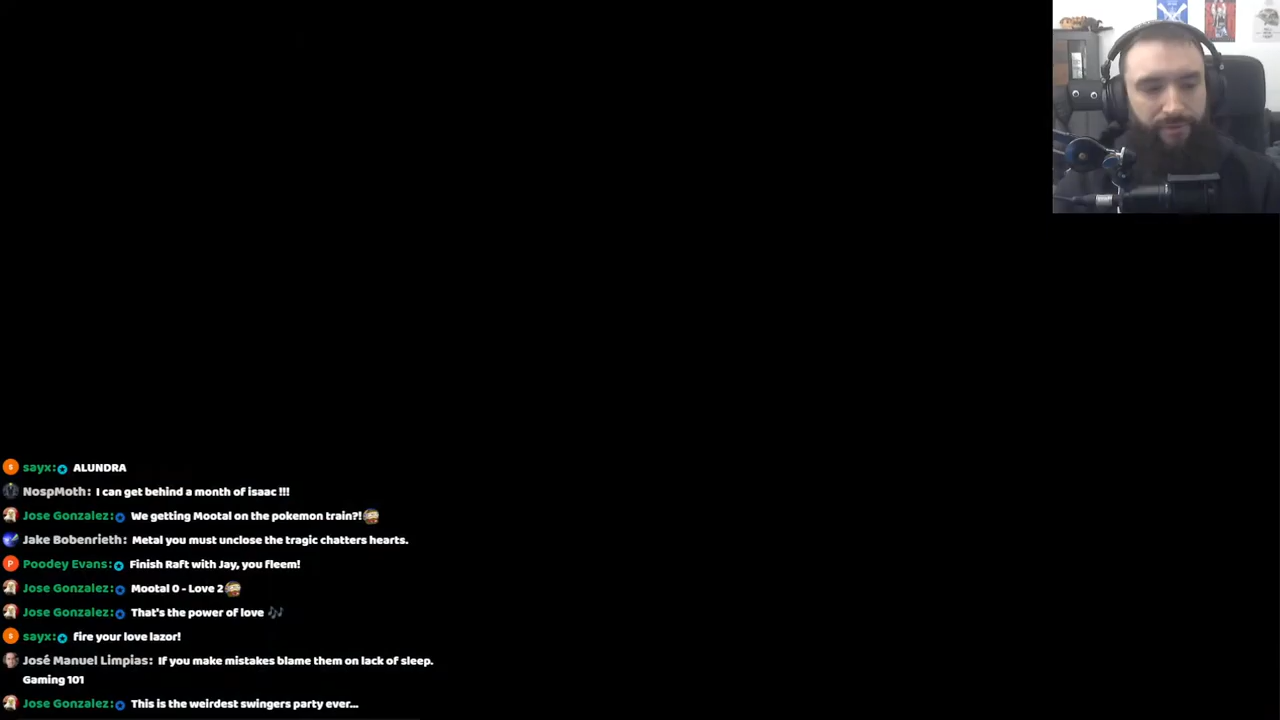 sayx: ALUNDRA
NospMoth: I can get behind a month of isaac !!!
Jose Gonzalez: We getting Mootal on the pokemon train?!
Jake Bobenrieth: Metal you must unclose the tragic chatters hearts.
Poodey Evans: Finish Raft with Jay, you fleem!
Jose Gonzalez: Mootal 0 - Love 2
Jose Gonzalez: That's the power of love 🎶
sayx: fire your love lazor!
José Manuel Limpias: If you make mistakes blame them on lack of sleep.
Gaming 101
Jose Gonzalez: This is the weirdest swingers party ever...